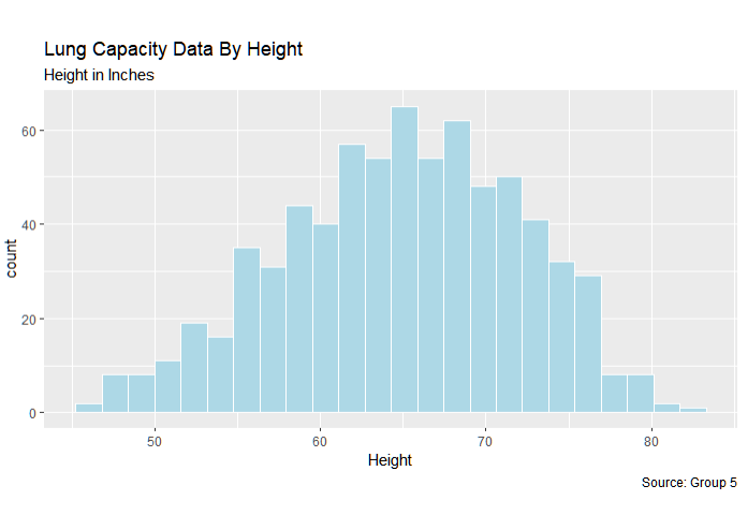 Lung Capacity Data By Height
Height in Inches
60
40
20
0
count
50 60 70 80
Height
Source: Group 5